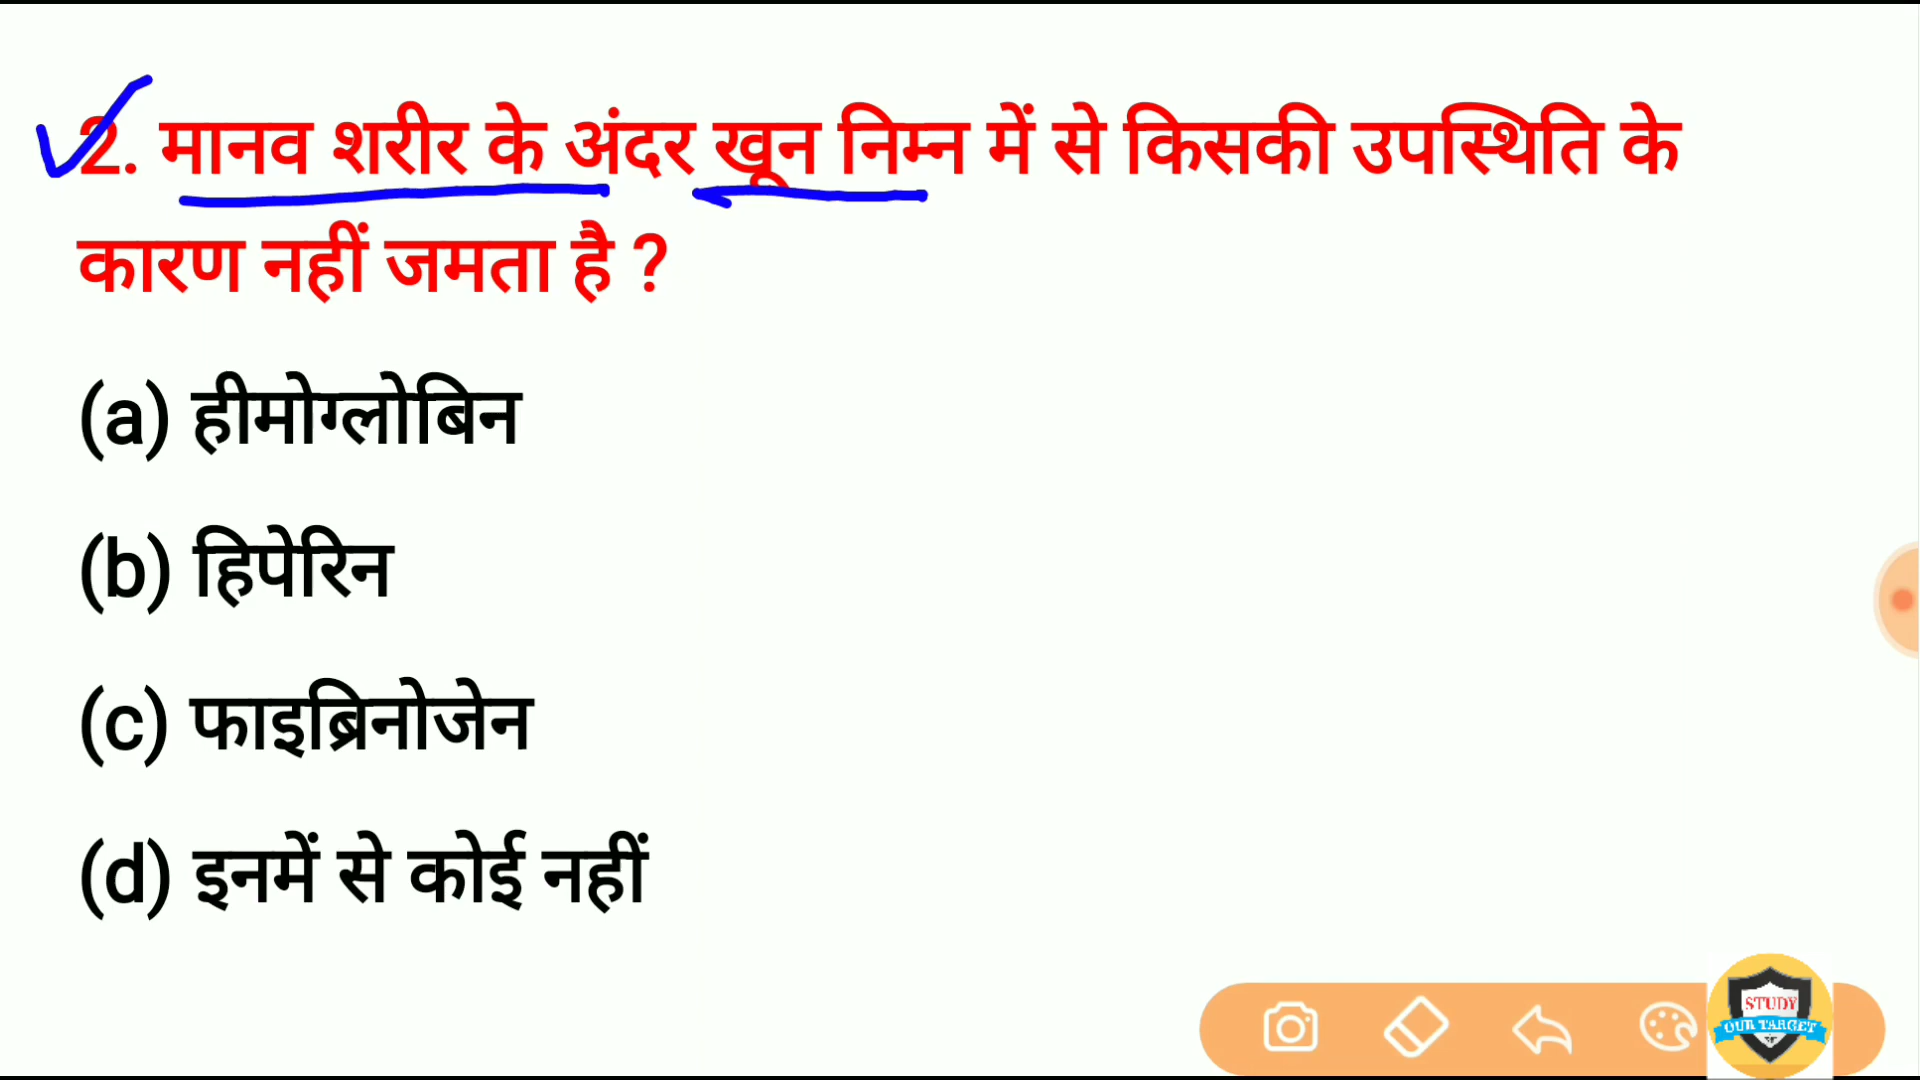 2. मानव शरीर के अंदर खून निम्न में से किसकी उपस्थिति के
कारण नहीं जमता है ?
(a) हीमोग्लोबिन
(b) हिपेरिन
(c) फाइब्रिनोजेन
(d) इनमें से कोई नहीं
STUDY
OUR TARGET